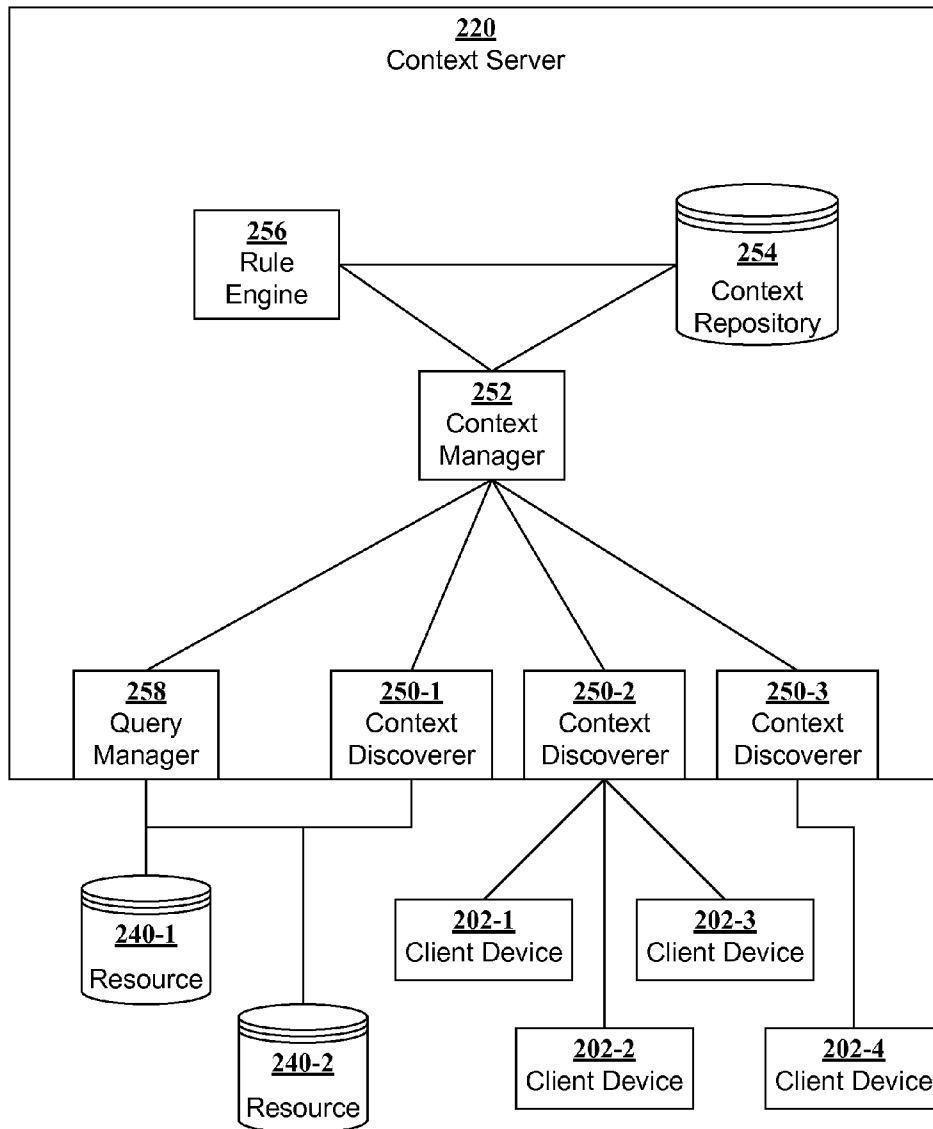 220
Context Server
256
Rule
Engine
254
Context
Repository
252
Context
Manager
258
Query
Manager
250-1
Context
Discoverer
250-2
Context
Discoverer
250-3
Context
Discoverer
240-1
Resource
202-1
Client Device
202-3
Client Device
240-2
Resource
202-2
Client Device
202-4
Client Device